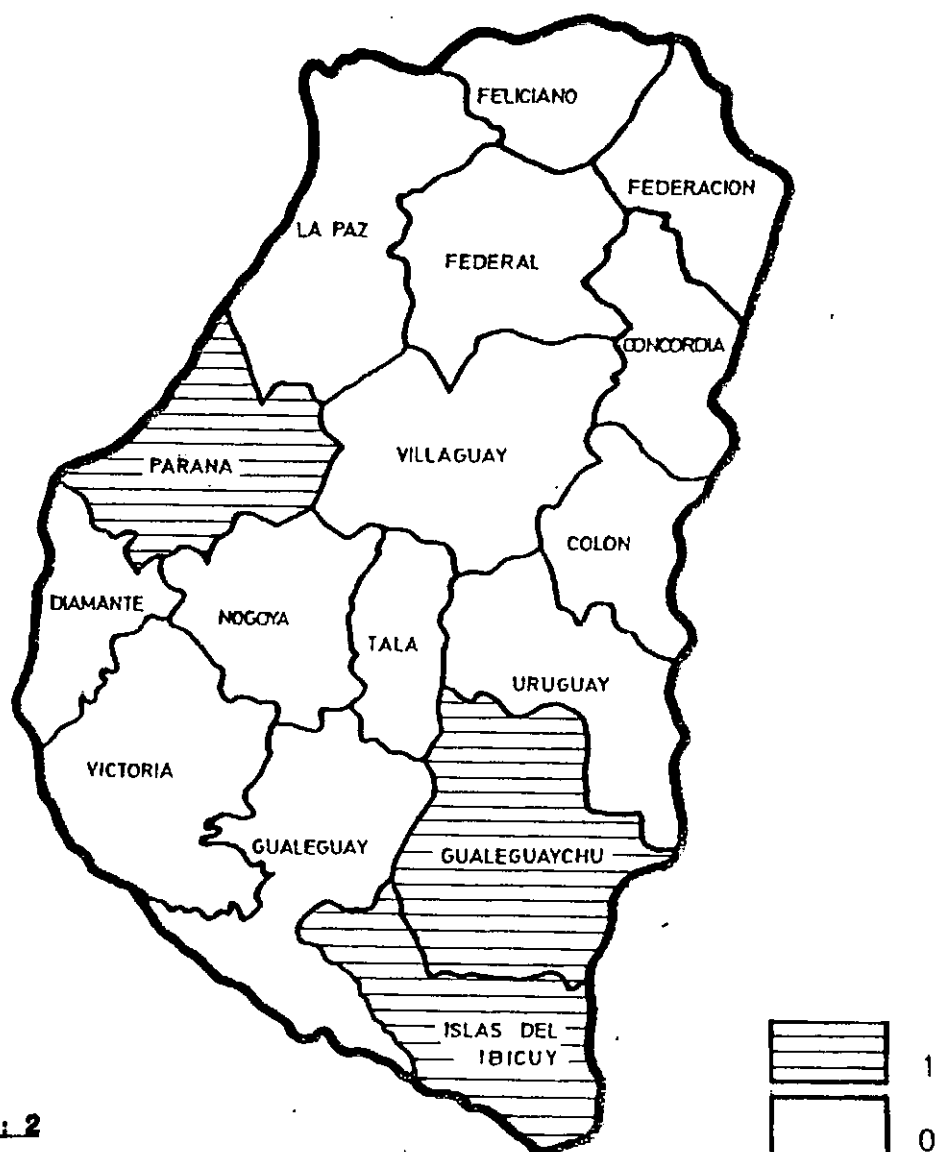 FELICIANO
FEDERACION
LA PAZ
FEDERAL
CONCORDIA
PARANA
VILLAGUAY
COLON
DIAMANTE
NOGOYA
TALA
URUGUAY
VICTORIA
GUALEGUAY
GUALEGUAYCHU
ISLAS DEL
IBICUY
1
0
: 2